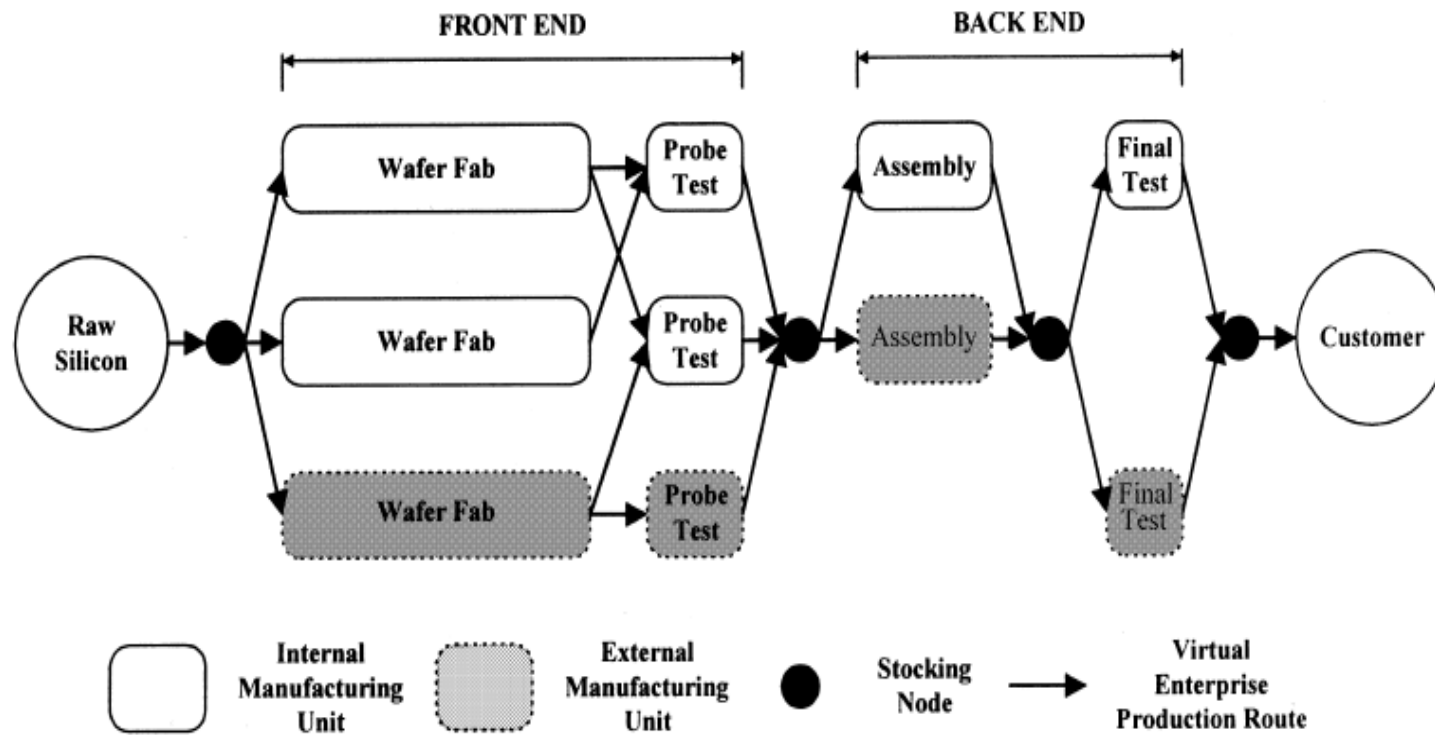 FRONT END
BACK END
Wafer Fab
Probe
Test
Assembly
Final
Test
Raw
Silicon
Wafer Fab
Probe
Test
Assembly
Customer
Wafer Fab
Probe
Test
Final
Test
Internal
Manufacturing
Unit
External
Manufacturing
Unit
Stocking
Node
Virtual
Enterprise
Production Route